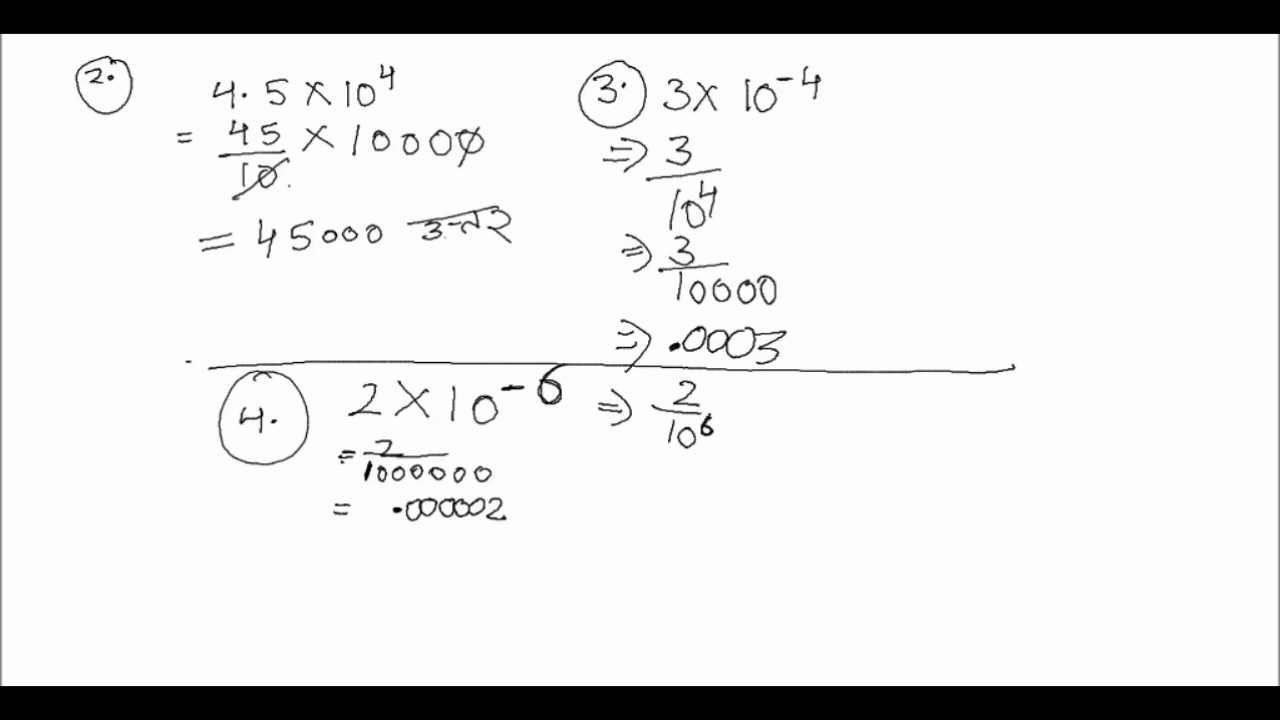 2. 4.5 × 10⁴
= 45/10 × 10000
= 45000 उत्तर
3. 3 × 10⁻⁴
⇒ 3/10⁴
⇒ 3/10000
⇒ .0003
4. 2 × 10⁻⁶ ⇒ 2/10⁶
= 2/1000000
= .000002